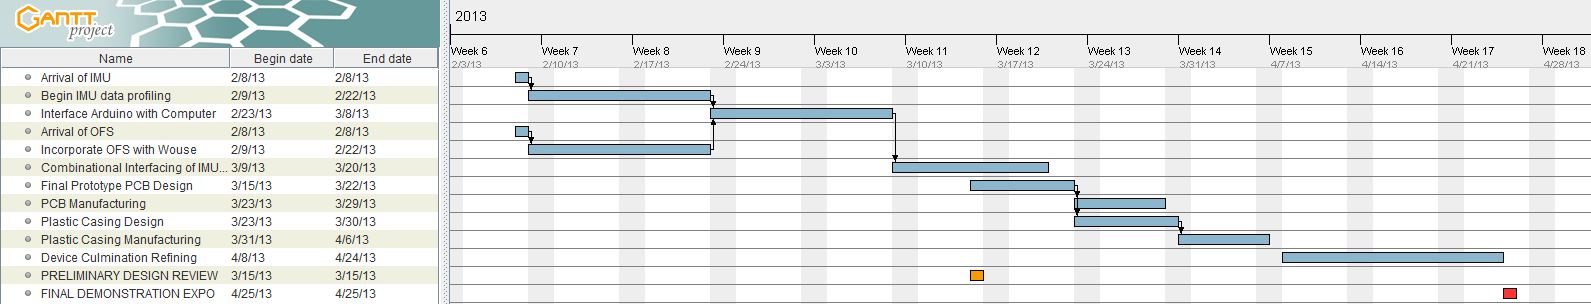 GANTT project
2013
Week 6 Week 7 Week 8 Week 9 Week 10 Week 11 Week 12 Week 13 Week 14 Week 15 Week 16 Week 17 Week 18
Name Begin date End date
2/3/13 2/10/13 2/17/13 2/24/13 3/3/13 3/10/13 3/17/13 3/24/13 3/31/13 4/7/13 4/14/13 4/21/13 4/28/13
Arrival of IMU 2/8/13 2/8/13
Begin IMU data profiling 2/9/13 2/22/13
Interface Arduino with Computer 2/23/13 3/8/13
Arrival of OFS 2/8/13 2/8/13
Incorporate OFS with Wouse 2/9/13 2/22/13
Combinational Interfacing of IMU... 3/9/13 3/20/13
Final Prototype PCB Design 3/15/13 3/22/13
PCB Manufacturing 3/23/13 3/29/13
Plastic Casing Design 3/23/13 3/30/13
Plastic Casing Manufacturing 3/31/13 4/6/13
Device Culmination Refining 4/8/13 4/24/13
PRELIMINARY DESIGN REVIEW 3/15/13 3/15/13
FINAL DEMONSTRATION EXPO 4/25/13 4/25/13